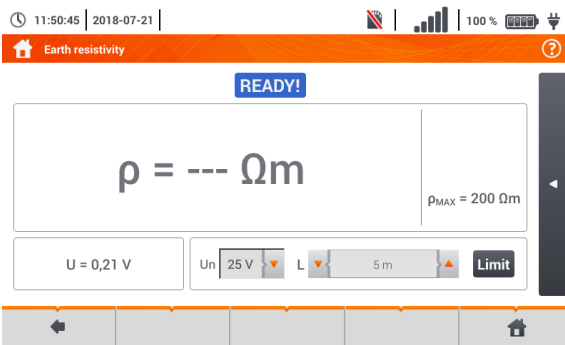 11:50:45 2018-07-21 100 %
Earth resistivity ?
READY!
ρ = --- Ωm
ρMAX = 200 Ωm
U = 0,21 V Un 25 V L 5 m Limit